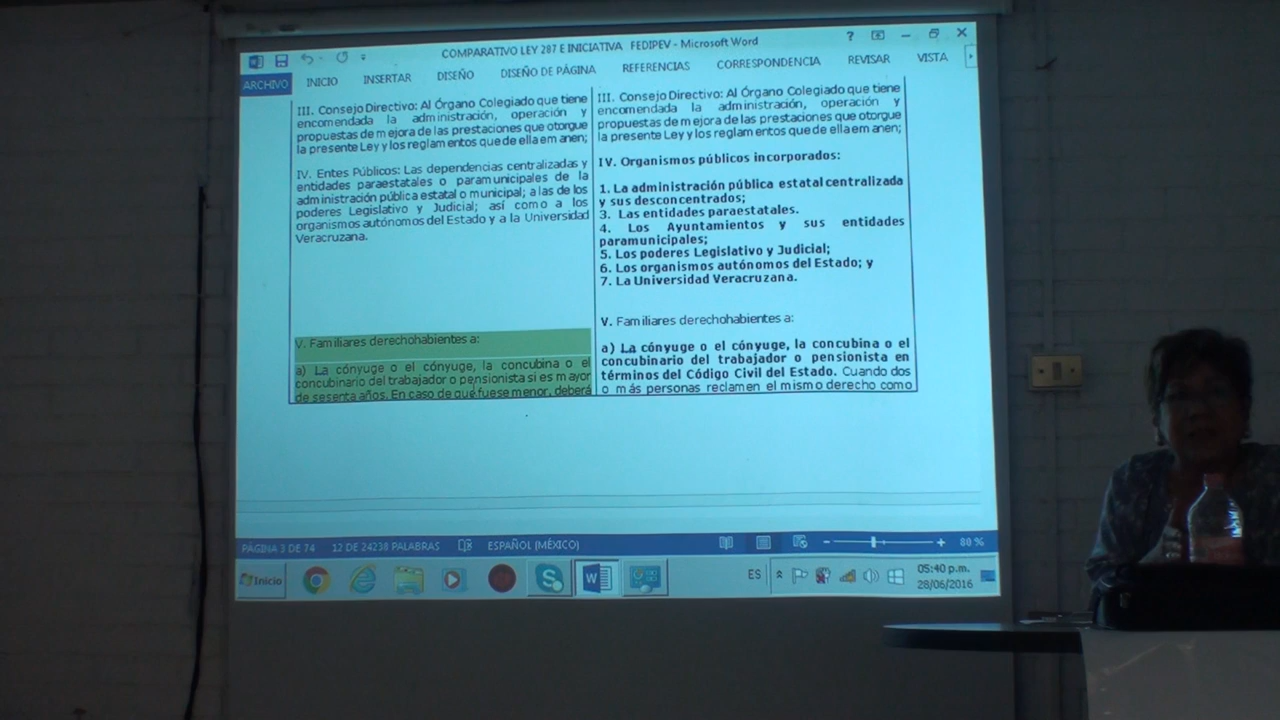 COMPARATIVO LEY 287 E INICIATIVA FEDIPEV - Microsoft Word
ARCHIVO INICIO INSERTAR DISEÑO DISEÑO DE PÁGINA REFERENCIAS CORRESPONDENCIA REVISAR VISTA
III. Consejo Directivo: Al Órgano Colegiado que tiene
encomendada la administración, operación y
propuestas de mejora de las prestaciones que otorgue
la presente Ley y los reglamentos que de ella emanen;
IV. Entes Públicos: Las dependencias centralizadas y
entidades paraestatales o paramunicipales de la
administración pública estatal o municipal; a las de los
poderes Legislativo y Judicial; así como a los
organismos autónomos del Estado y a la Universidad
Veracruzana.
V. Familiares derechohabientes a:
a) La cónyuge o el cónyuge, la concubina o el
concubinario del trabajador o pensionista si es mayor
de sesenta años. En caso de que fuese menor, deberá
III. Consejo Directivo: Al Órgano Colegiado que tiene
encomendada la administración, operación y
propuestas de mejora de las prestaciones que otorgue
la presente Ley y los reglamentos que de ella emanen;
IV. Organismos públicos incorporados:
1. La administración pública estatal centralizada
y sus desconcentrados;
3. Las entidades paraestatales.
4. Los Ayuntamientos y sus entidades
paramunicipales;
5. Los poderes Legislativo y Judicial;
6. Los organismos autónomos del Estado; y
7. La Universidad Veracruzana.
V. Familiares derechohabientes a:
a) La cónyuge o el cónyuge, la concubina o el
concubinario del trabajador o pensionista en
términos del Código Civil del Estado. Cuando dos
o más personas reclamen el mismo derecho como
PÁGINA 3 DE 74 12 DE 24238 PALABRAS ESPAÑOL (MÉXICO) 80 %
Inicio ES 05:40 p.m.
28/06/2016